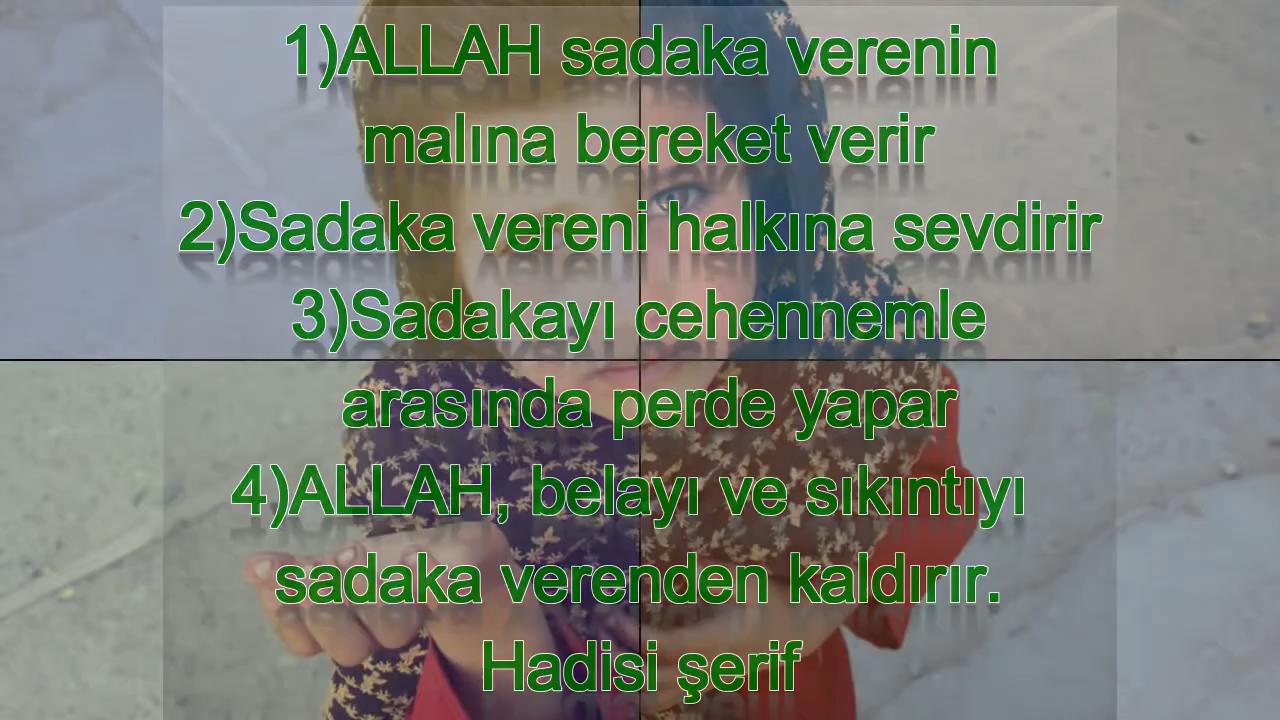 1)ALLAH sadaka verenin
malına bereket verir
2)Sadaka vereni halkına sevdirir
3)Sadakayı cehennemle
arasında perde yapar
4)ALLAH, belayı ve sıkıntıyı
sadaka verenden kaldırır.
Hadisi şerif